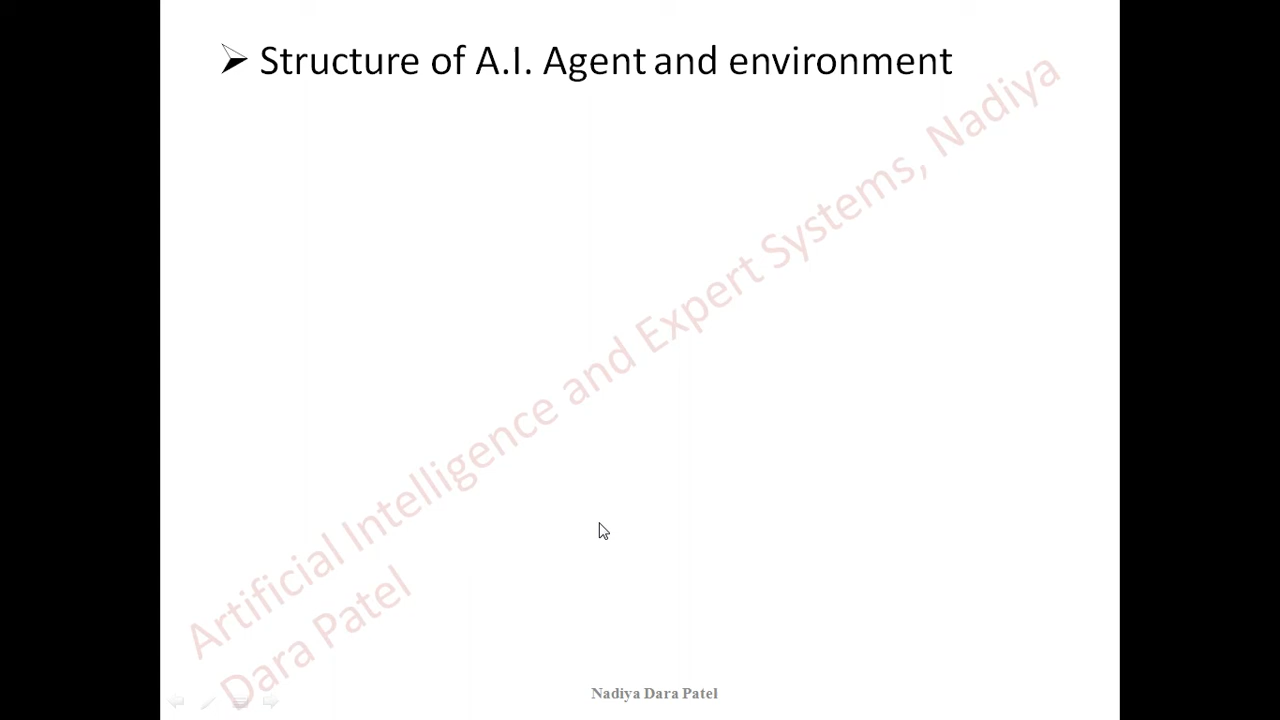 Structure of A.I. Agent and environment
Artificial Intelligence and Expert Systems, Nadiya
Dara Patel
Nadiya Dara Patel